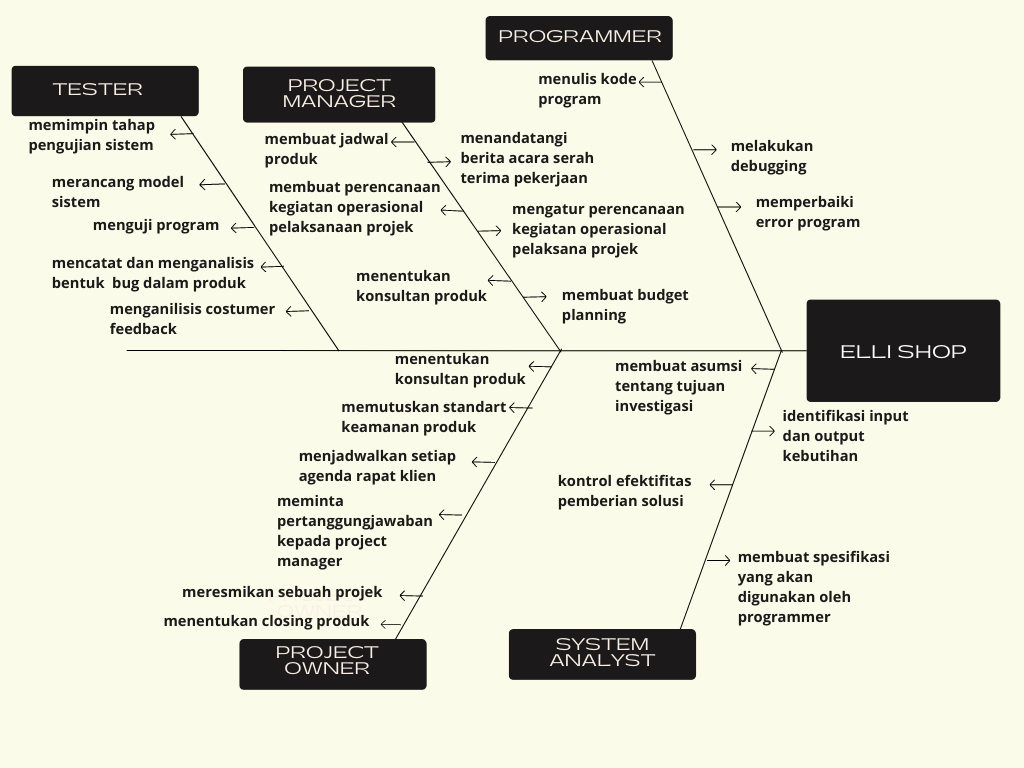 PROGRAMMER
menulis kode
program
melakukan
debugging
memperbaiki
error program
TESTER
memimpin tahap
pengujian sistem
merancang model
sistem
menguji program
mencatat dan menganalisis
bentuk bug dalam produk
menganilisis costumer
feedback
PROJECT
MANAGER
membuat jadwal
produk
menandatangi
berita acara serah
terima pekerjaan
membuat perencanaan
kegiatan operasional
pelaksanaan projek
mengatur perencanaan
kegiatan operasional
pelaksana projek
menentukan
konsultan produk
membuat budget
planning
ELLI SHOP
menentukan
konsultan produk
memutuskan standart
keamanan produk
menjadwalkan setiap
agenda rapat klien
meminta
pertanggungjawaban
kepada project
manager
meresmikan sebuah projek
OWNER
menentukan closing produk
PROJECT
OWNER
membuat asumsi
tentang tujuan
investigasi
identifikasi input
dan output
kebutihan
kontrol efektifitas
pemberian solusi
membuat spesifikasi
yang akan
digunakan oleh
programmer
SYSTEM
ANALYST